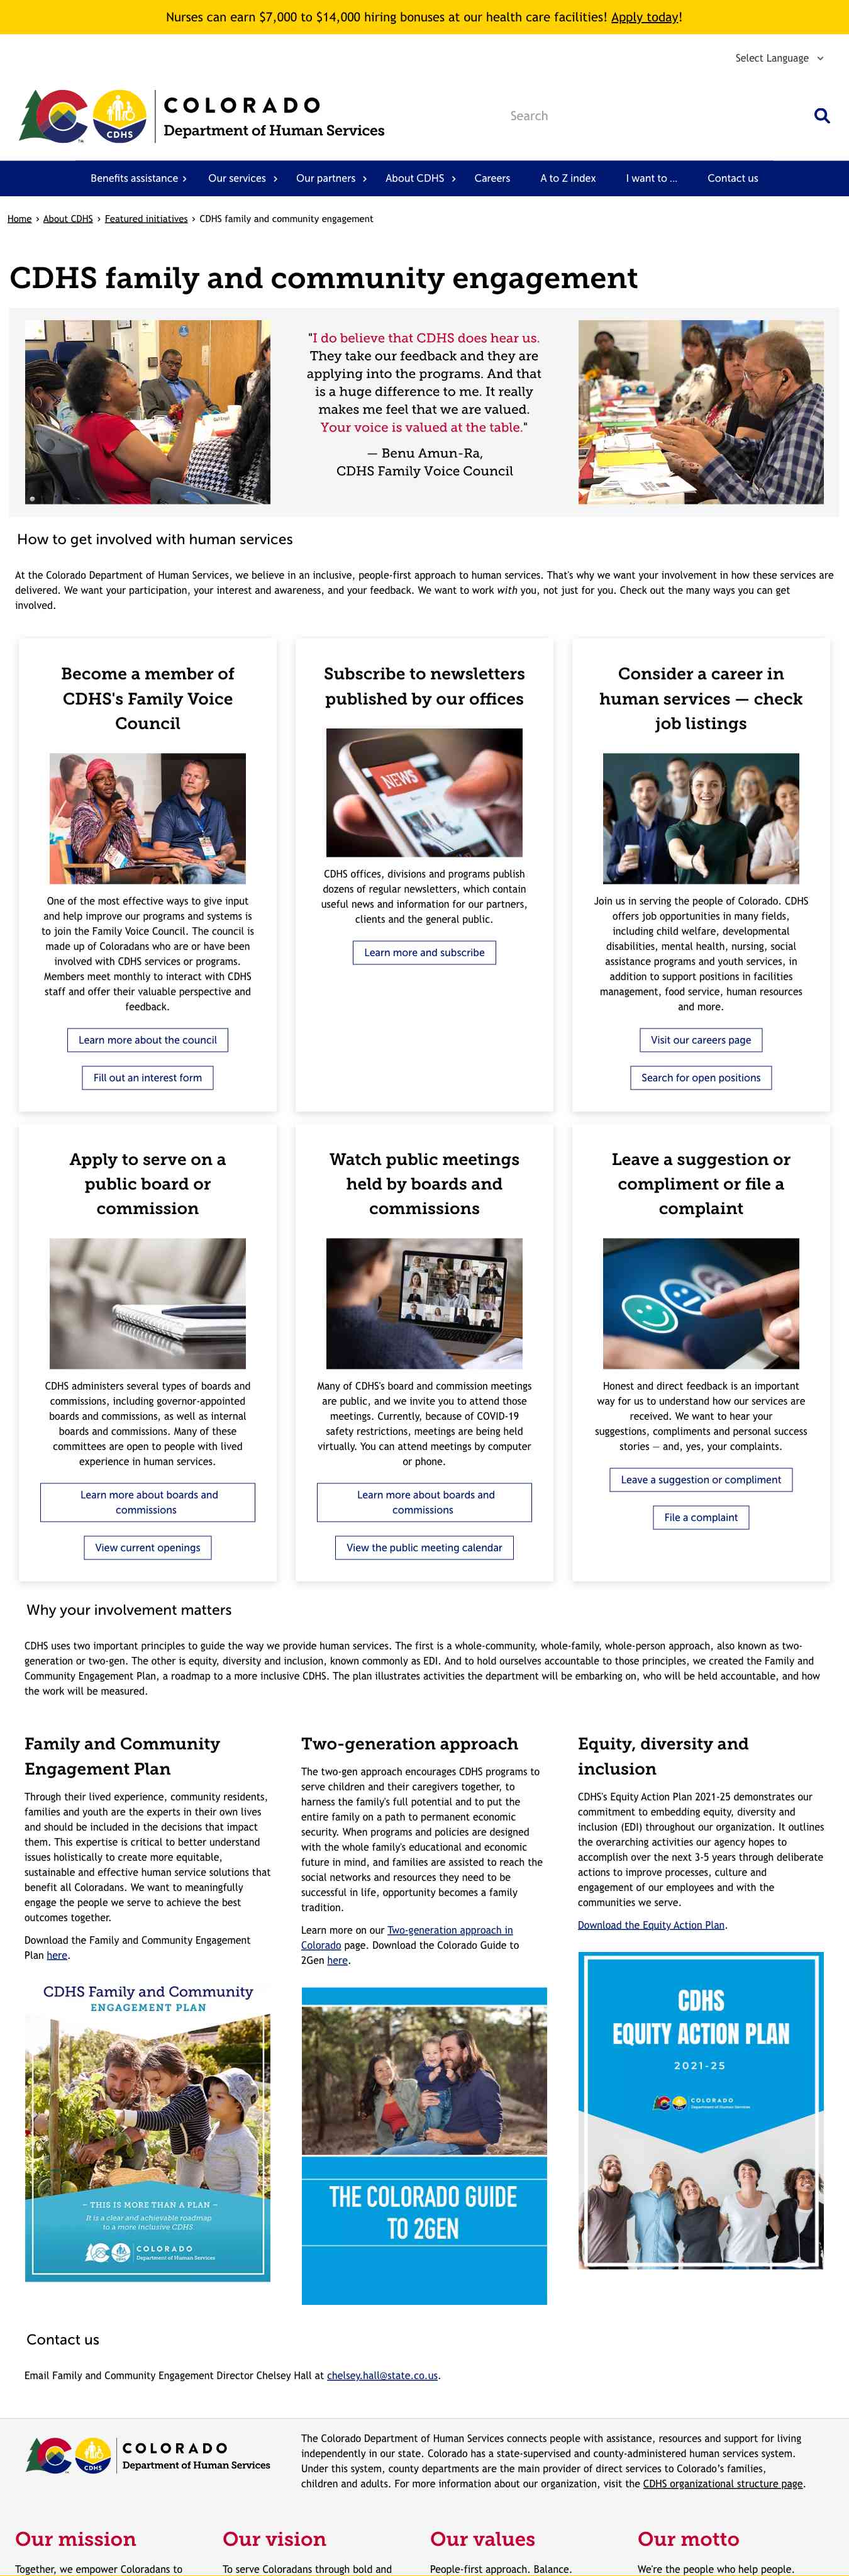 Nurses can earn $7,000 to $14,000 hiring bonuses at our health care facilities! Apply today!
Select Language
COLORADO
Department of Human Services
CDHS
Search
Benefits assistance › Our services › Our partners › About CDHS › Careers A to Z index I want to ... Contact us
Home › About CDHS › Featured initiatives › CDHS family and community engagement
CDHS family and community engagement
"I do believe that CDHS does hear us.
They take our feedback and they are
applying into the programs. And that
is a huge difference to me. It really
makes me feel that we are valued.
Your voice is valued at the table."
— Benu Amun-Ra,
CDHS Family Voice Council
How to get involved with human services
At the Colorado Department of Human Services, we believe in an inclusive, people-first approach to human services. That's why we want your involvement in how these services are
delivered. We want your participation, your interest and awareness, and your feedback. We want to work with you, not just for you. Check out the many ways you can get
involved.
Become a member of
CDHS's Family Voice
Council
One of the most effective ways to give input
and help improve our programs and systems is
to join the Family Voice Council. The council is
made up of Coloradans who are or have been
involved with CDHS services or programs.
Members meet monthly to interact with CDHS
staff and offer their valuable perspective and
feedback.
Learn more about the council
Fill out an interest form
Subscribe to newsletters
published by our offices
NEWS
CDHS offices, divisions and programs publish
dozens of regular newsletters, which contain
useful news and information for our partners,
clients and the general public.
Learn more and subscribe
Consider a career in
human services — check
job listings
Join us in serving the people of Colorado. CDHS
offers job opportunities in many fields,
including child welfare, developmental
disabilities, mental health, nursing, social
assistance programs and youth services, in
addition to support positions in facilities
management, food service, human resources
and more.
Visit our careers page
Search for open positions
Apply to serve on a
public board or
commission
CDHS administers several types of boards and
commissions, including governor-appointed
boards and commissions, as well as internal
boards and commissions. Many of these
committees are open to people with lived
experience in human services.
Learn more about boards and
commissions
View current openings
Watch public meetings
held by boards and
commissions
Many of CDHS's board and commission meetings
are public, and we invite you to attend those
meetings. Currently, because of COVID-19
safety restrictions, meetings are being held
virtually. You can attend meetings by computer
or phone.
Learn more about boards and
commissions
View the public meeting calendar
Leave a suggestion or
compliment or file a
complaint
Honest and direct feedback is an important
way for us to understand how our services are
received. We want to hear your
suggestions, compliments and personal success
stories — and, yes, your complaints.
Leave a suggestion or compliment
File a complaint
Why your involvement matters
CDHS uses two important principles to guide the way we provide human services. The first is a whole-community, whole-family, whole-person approach, also known as two-
generation or two-gen. The other is equity, diversity and inclusion, known commonly as EDI. And to hold ourselves accountable to those principles, we created the Family and
Community Engagement Plan, a roadmap to a more inclusive CDHS. The plan illustrates activities the department will be embarking on, who will be held accountable, and how
the work will be measured.
Family and Community
Engagement Plan
Through their lived experience, community residents,
families and youth are the experts in their own lives
and should be included in the decisions that impact
them. This expertise is critical to better understand
issues holistically to create more equitable,
sustainable and effective human service solutions that
benefit all Coloradans. We want to meaningfully
engage the people we serve to achieve the best
outcomes together.
Download the Family and Community Engagement
Plan here.
CDHS Family and Community
ENGAGEMENT PLAN
– THIS IS MORE THAN A PLAN –
It is a clear and achievable roadmap
to a more inclusive CDHS.
COLORADO
Department of Human Services
Two-generation approach
The two-gen approach encourages CDHS programs to
serve children and their caregivers together, to
harness the family's full potential and to put the
entire family on a path to permanent economic
security. When programs and policies are designed
with the whole family's educational and economic
future in mind, and families are assisted to reach the
social networks and resources they need to be
successful in life, opportunity becomes a family
tradition.
Learn more on our Two-generation approach in
Colorado page. Download the Colorado Guide to
2Gen here.
THE COLORADO GUIDE
TO 2GEN
Equity, diversity and
inclusion
CDHS's Equity Action Plan 2021-25 demonstrates our
commitment to embedding equity, diversity and
inclusion (EDI) throughout our organization. It outlines
the overarching activities our agency hopes to
accomplish over the next 3-5 years through deliberate
actions to improve processes, culture and
engagement of our employees and with the
communities we serve.
Download the Equity Action Plan.
CDHS
EQUITY ACTION PLAN
2021-25
COLORADO
Department of Human Services
Contact us
Email Family and Community Engagement Director Chelsey Hall at chelsey.hall@state.co.us.
COLORADO
Department of Human Services
CDHS
The Colorado Department of Human Services connects people with assistance, resources and support for living
independently in our state. Colorado has a state-supervised and county-administered human services system.
Under this system, county departments are the main provider of direct services to Colorado’s families,
children and adults. For more information about our organization, visit the CDHS organizational structure page.
Our mission
Together, we empower Coloradans to
Our vision
To serve Coloradans through bold and
Our values
People-first approach. Balance.
Our motto
We're the people who help people.